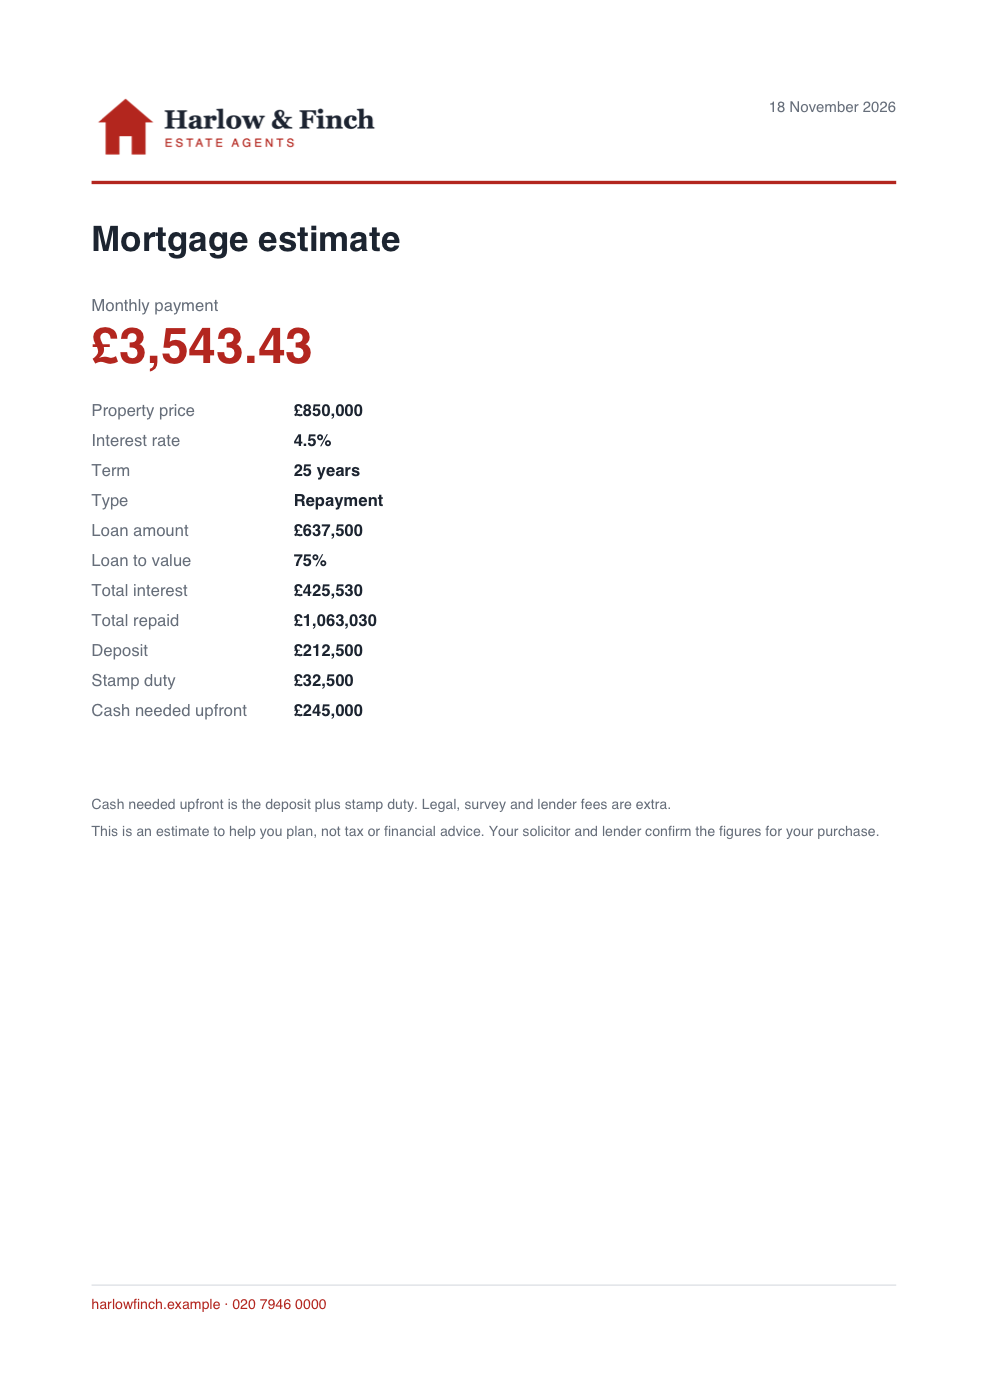 Harlow & Finch
ESTATE AGENTS
18 November 2026
Mortgage estimate
Monthly payment
£3,543.43
Property price £850,000
Interest rate 4.5%
Term 25 years
Type Repayment
Loan amount £637,500
Loan to value 75%
Total interest £425,530
Total repaid £1,063,030
Deposit £212,500
Stamp duty £32,500
Cash needed upfront £245,000
Cash needed upfront is the deposit plus stamp duty. Legal, survey and lender fees are extra.
This is an estimate to help you plan, not tax or financial advice. Your solicitor and lender confirm the figures for your purchase.
harlowfinch.example · 020 7946 0000